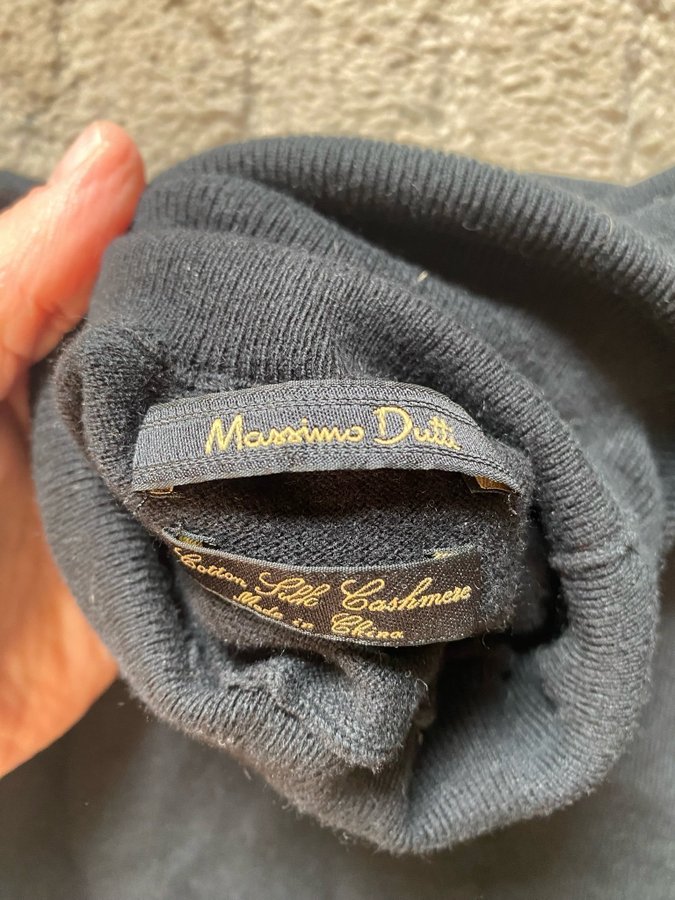 Massimo Dutti
Cotton Silk Cashmere
Made in China